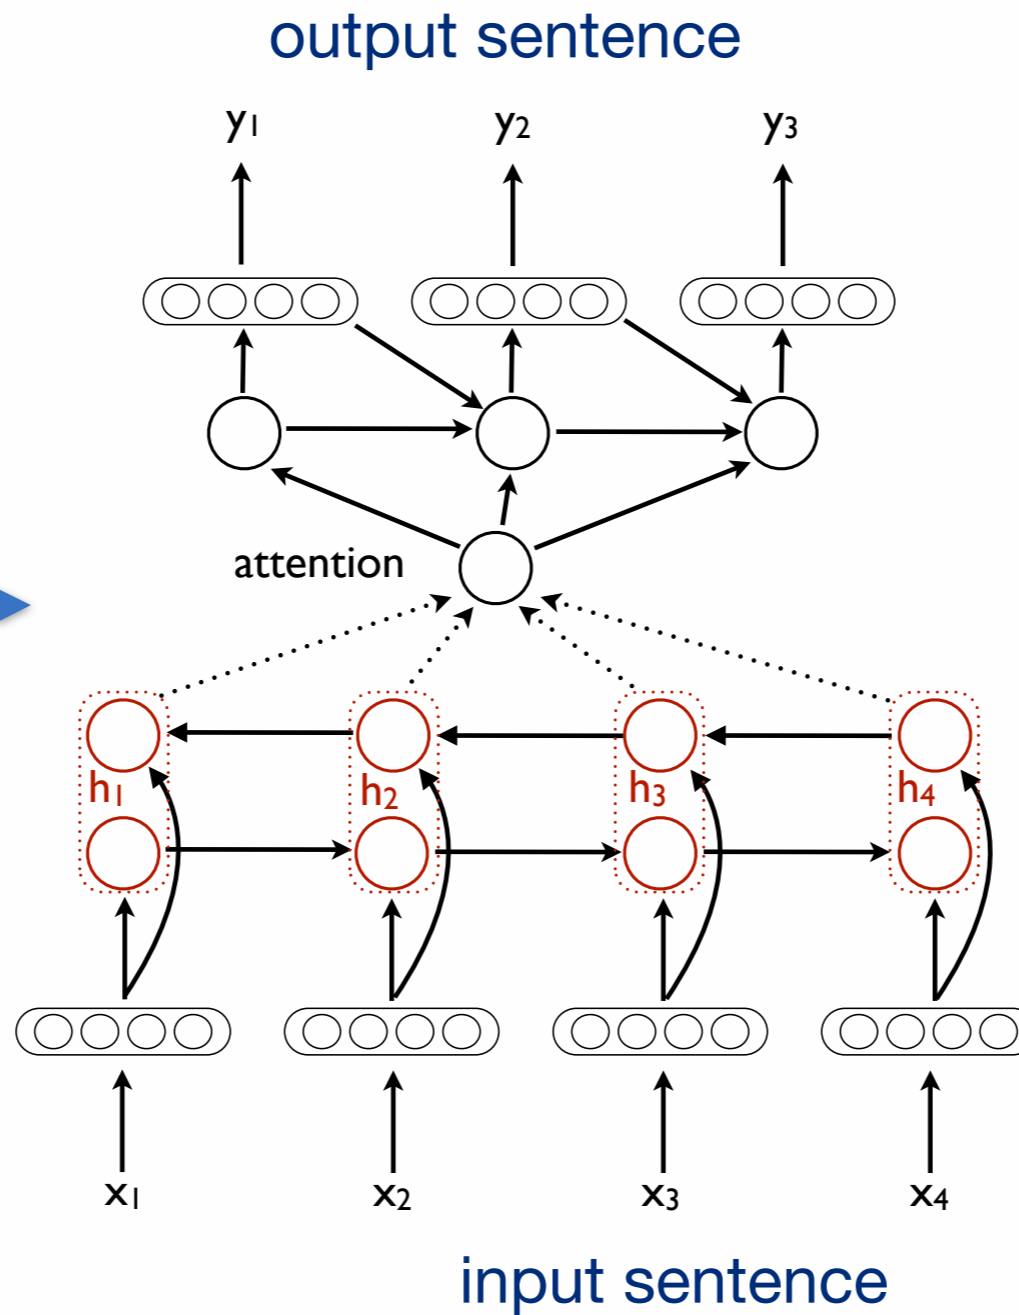 output sentence
y1 y2 y3
attention
h1 h2 h3 h4
x1 x2 x3 x4
input sentence